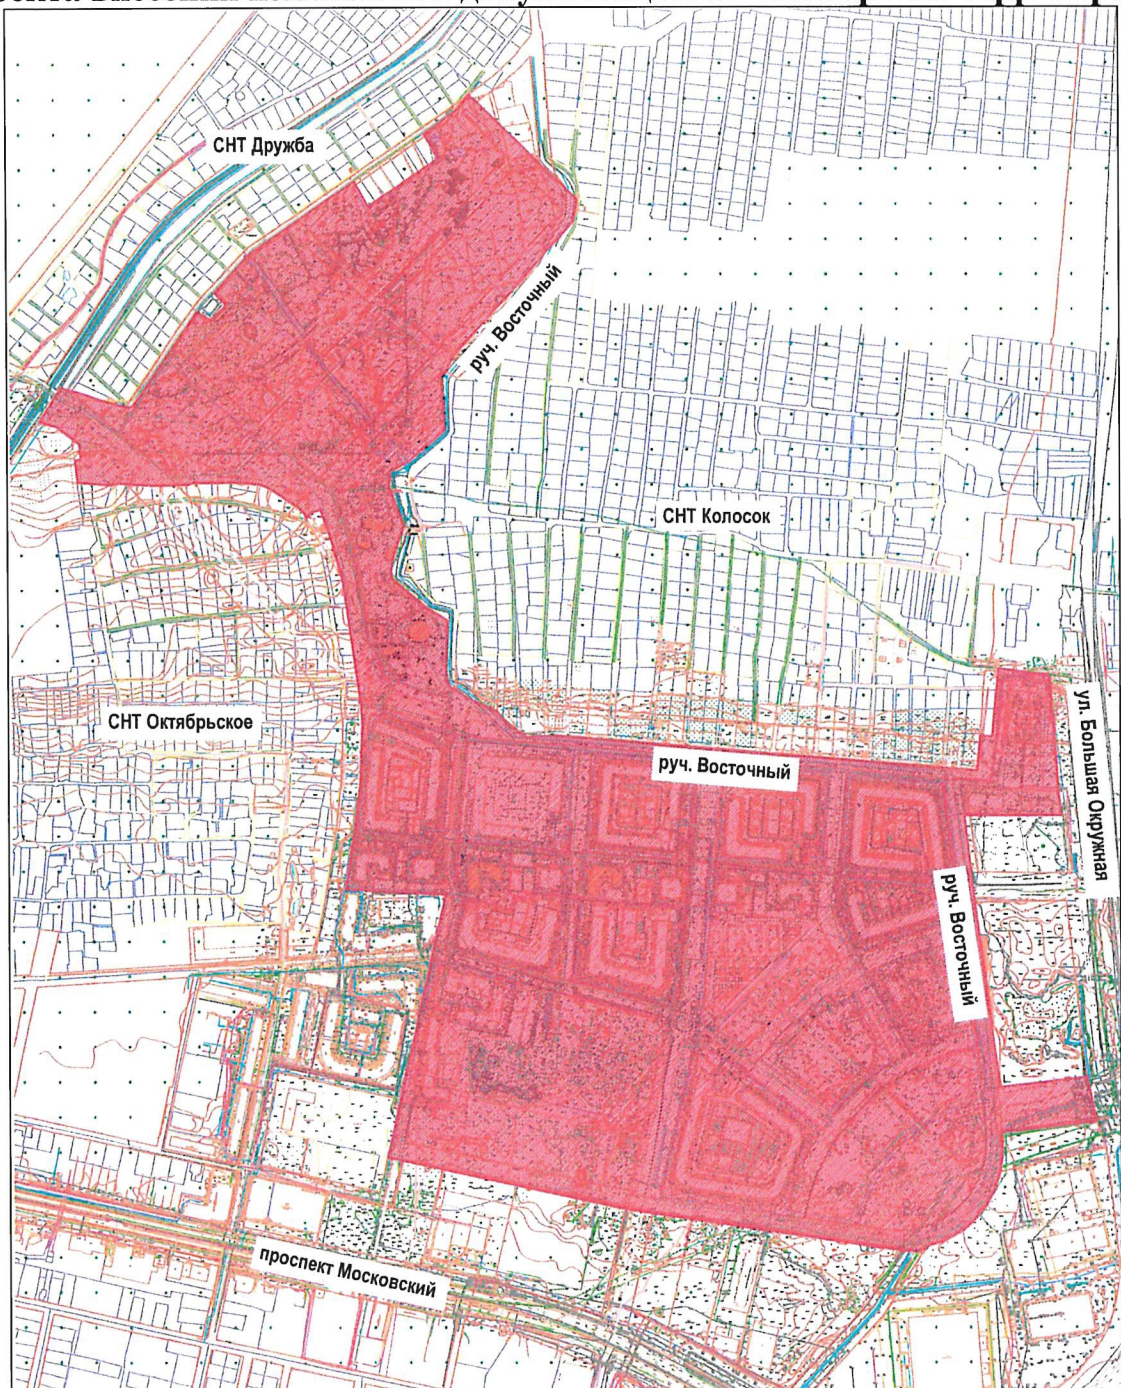 СНТ Дружба
руч. Восточный
СНТ Колосок
СНТ Октябрьское
руч. Восточный
ул. Большая Окружная
руч. Восточный
проспект Московский